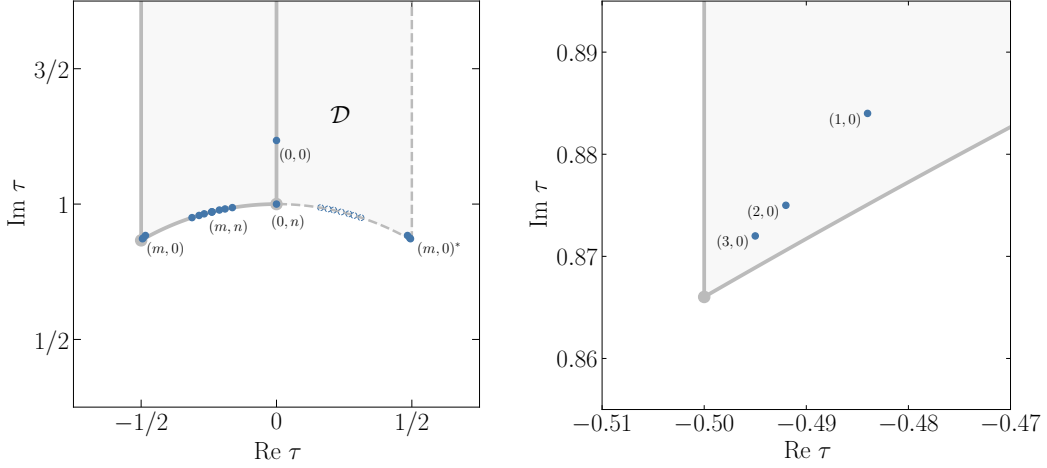 3/2
1
1/2
Im τ
𝒟
(0, 0)
(0, n)
(m, n)
(m, 0)
(m, 0)*
−1/2
0
1/2
Re τ
0.89
0.88
0.87
0.86
Im τ
(1, 0)
(2, 0)
(3, 0)
−0.51
−0.50
−0.49
−0.48
−0.47
Re τ